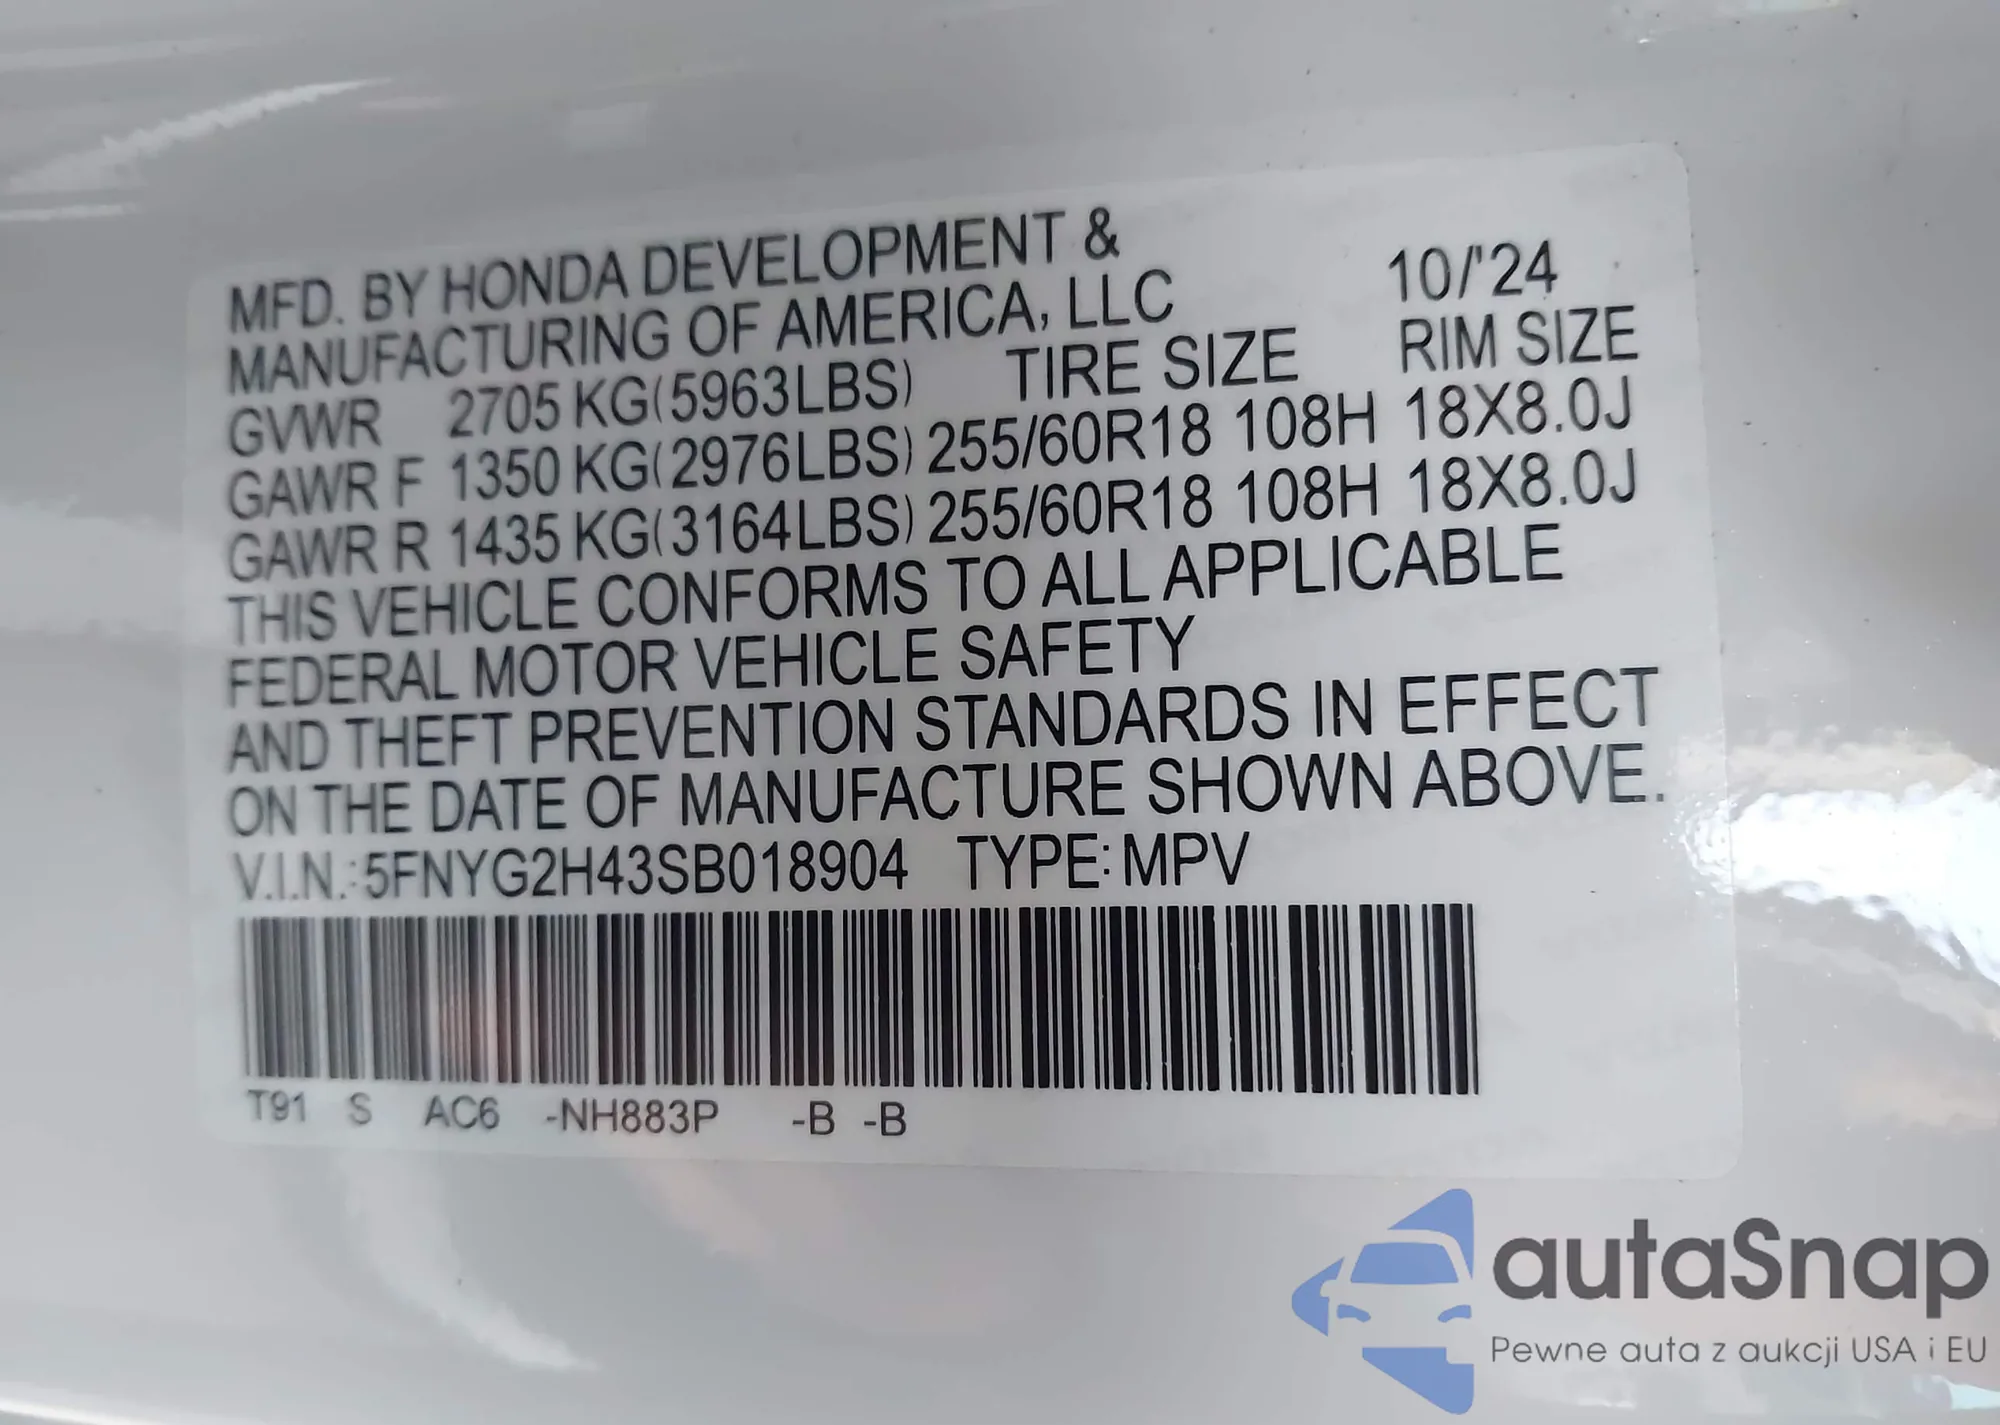 MFD. BY HONDA DEVELOPMENT &
MANUFACTURING OF AMERICA, LLC 10/'24
GVWR 2705 KG(5963LBS) TIRE SIZE RIM SIZE
GAWR F 1350 KG(2976LBS) 255/60R18 108H 18X8.0J
GAWR R 1435 KG(3164LBS) 255/60R18 108H 18X8.0J
THIS VEHICLE CONFORMS TO ALL APPLICABLE
FEDERAL MOTOR VEHICLE SAFETY
AND THEFT PREVENTION STANDARDS IN EFFECT
ON THE DATE OF MANUFACTURE SHOWN ABOVE.
V.I.N.:5FNYG2H43SB018904 TYPE:MPV
T91 S AC6 -NH883P -B -B
autaSnap
Pewne auta z aukcji USA i EU